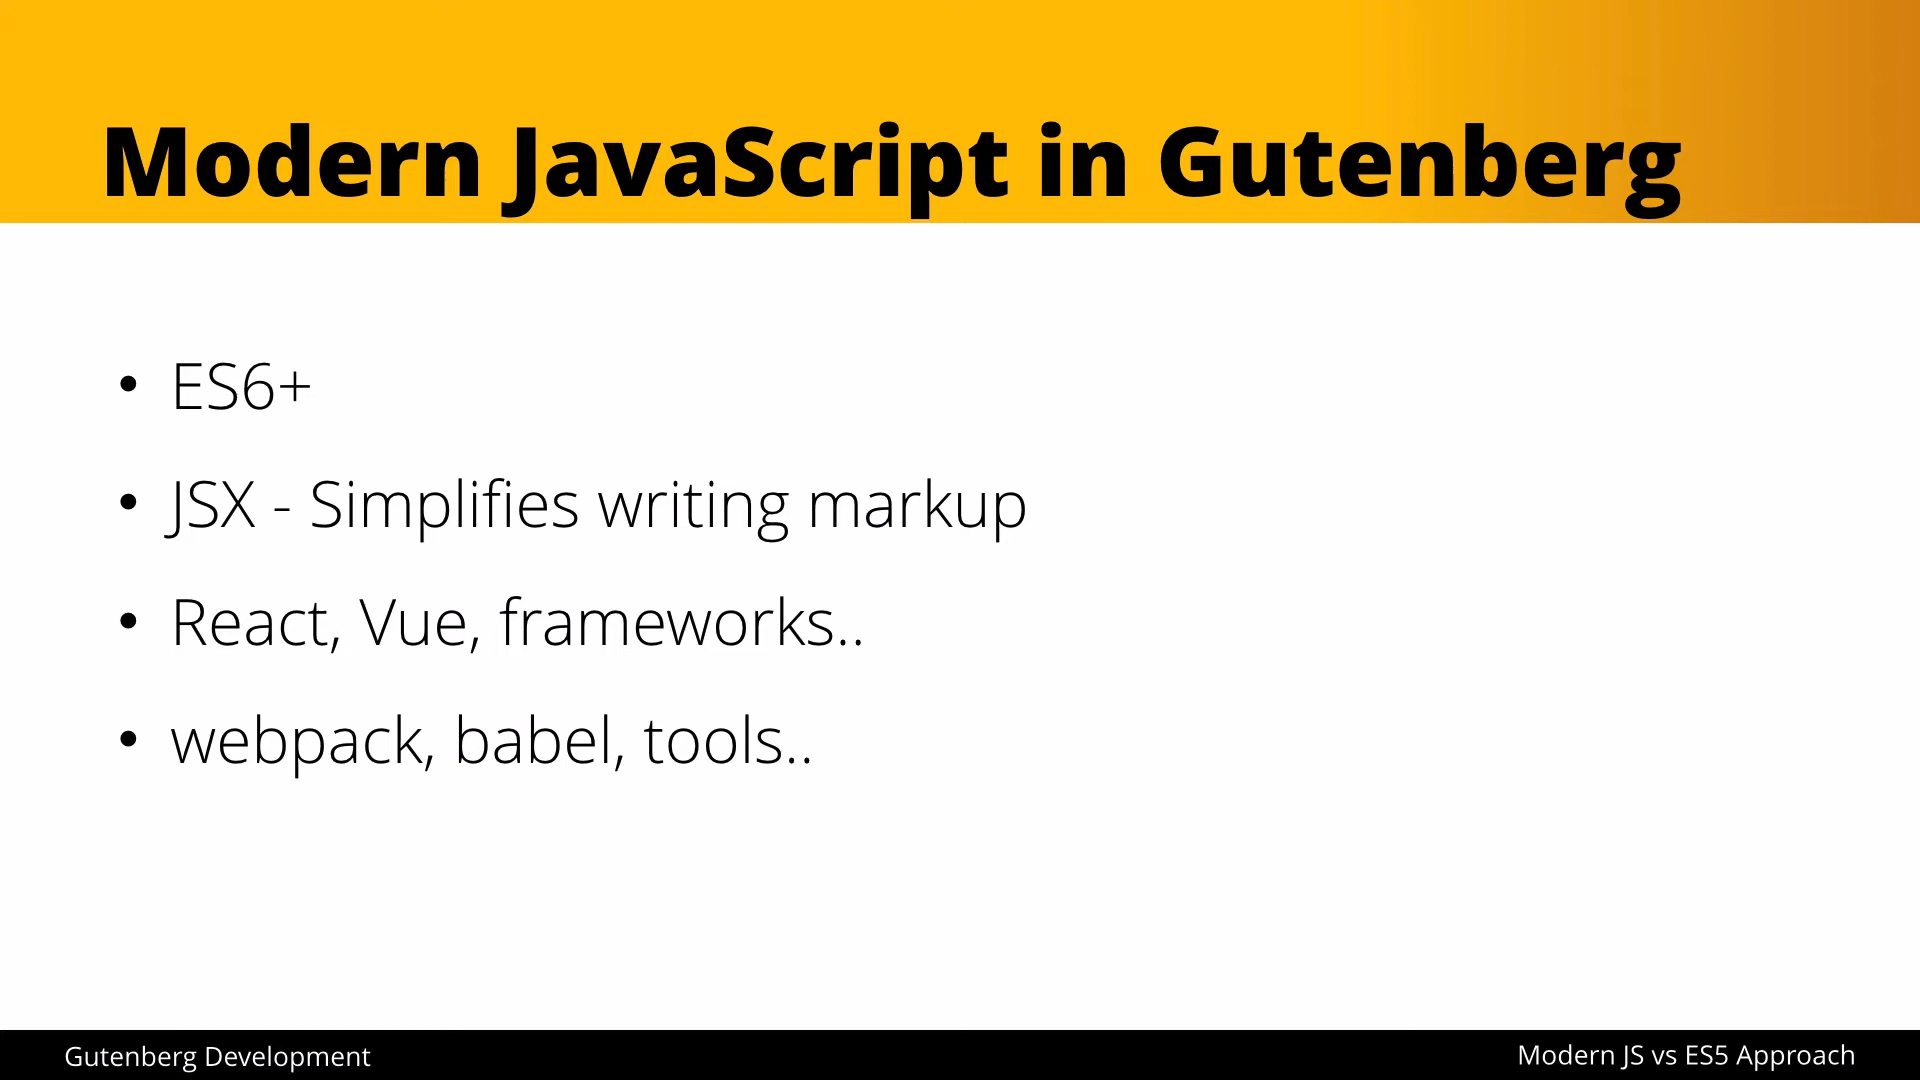 Modern JavaScript in Gutenberg
• ES6+
• JSX - Simplifies writing markup
• React, Vue, frameworks..
• webpack, babel, tools..
Gutenberg Development
Modern JS vs ES5 Approach